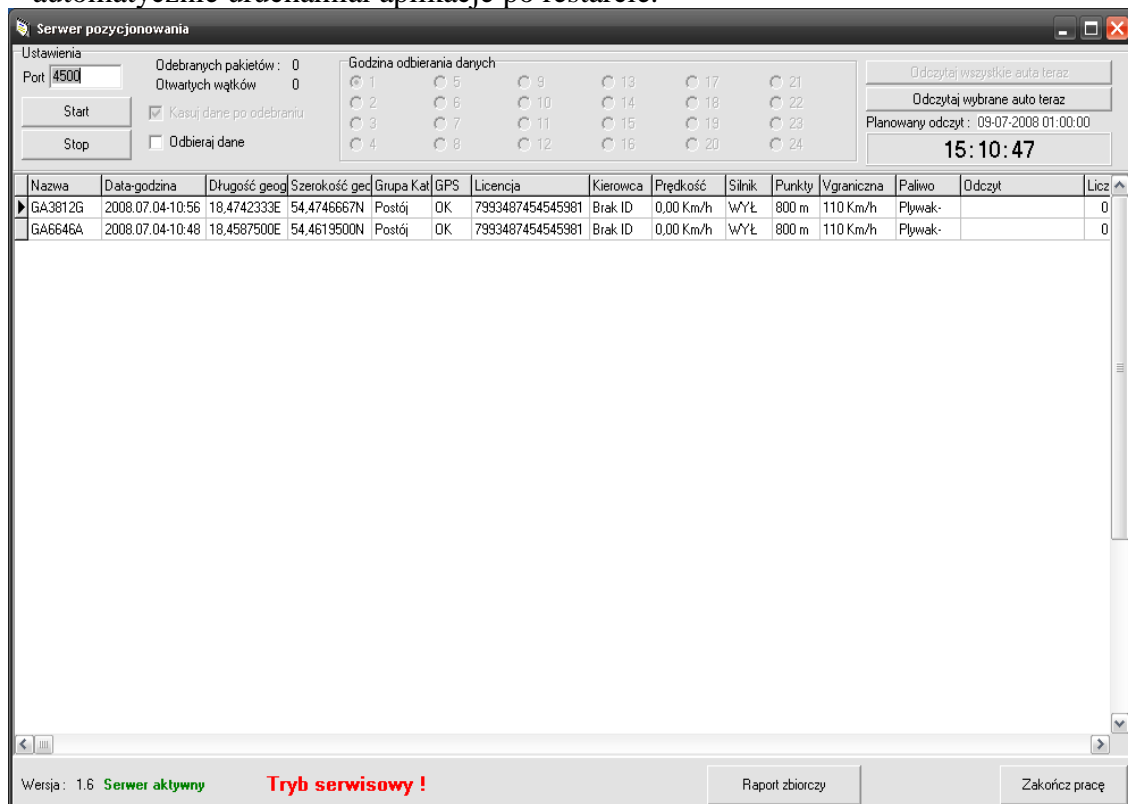 automatycznie uruchamiał aplikację po restarcie.
Serwer pozycjonowania
Ustawienia
Port 4500
Odebranych pakietów : 0
Otwartych wątków 0
Start
Kasuj dane po odebraniu
Stop
Odbieraj dane
Godzina odbierania danych
1 5 9 13 17 21
2 6 10 14 18 22
3 7 11 15 19 23
4 8 12 16 20 24
Odczytaj wszystkie auta teraz
Odczytaj wybrane auto teraz
Planowany odczyt : 09-07-2008 01:00:00
15:10:47
Nazwa Data-godzina Długość geog Szerokość geo Grupa Kat GPS Licencja Kierowca Prędkość Silnik Punkty Vgraniczna Paliwo Odczyt Licz
GA3812G 2008.07.04-10:56 18,4742333E 54,4746667N Postój OK 7993487454545981 Brak ID 0,00 Km/h WYŁ 800 m 110 Km/h Plywak- 0
GA6646A 2008.07.04-10:48 18,4587500E 54,4619500N Postój OK 7993487454545981 Brak ID 0,00 Km/h WYŁ 800 m 110 Km/h Plywak- 0
Wersja : 1.6 Serwer aktywny Tryb serwisowy ! Raport zbiorczy Zakończ pracę